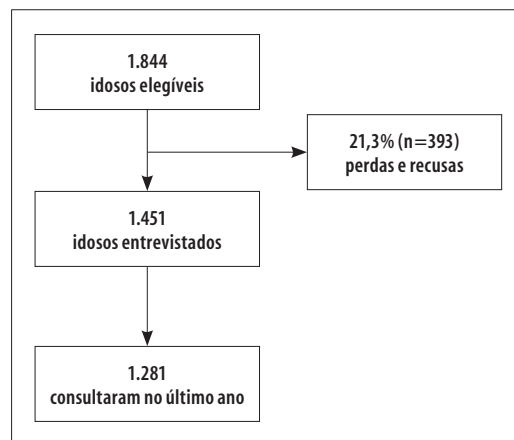 1.844
idosos elegíveis
21,3% (n=393)
perdas e recusas
1.451
idosos entrevistados
1.281
consultaram no último ano